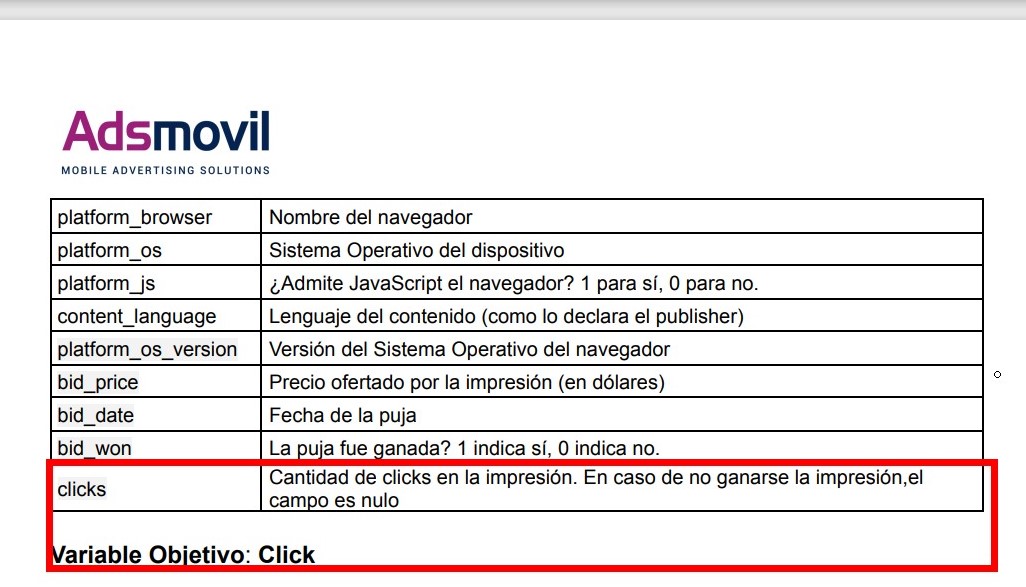 Adsmovil
MOBILE ADVERTISING SOLUTIONS
platform_browser Nombre del navegador
platform_os Sistema Operativo del dispositivo
platform_js ¿Admite JavaScript el navegador? 1 para sí, 0 para no.
content_language Lenguaje del contenido (como lo declara el publisher)
platform_os_version Versión del Sistema Operativo del navegador
bid_price Precio ofertado por la impresión (en dólares)
bid_date Fecha de la puja
bid_won La puja fue ganada? 1 indica sí, 0 indica no.
clicks Cantidad de clicks en la impresión. En caso de no ganarse la impresión,el
campo es nulo
Variable Objetivo: Click